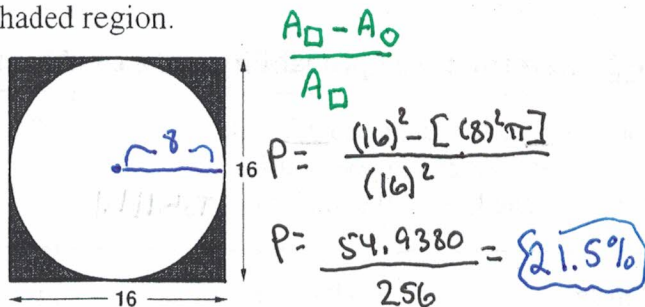 haded region.
A□ - A○
A□
8
16
P = (16)² - [(8)²π]
(16)²
P = 54.9380 = 21.5%
256
16